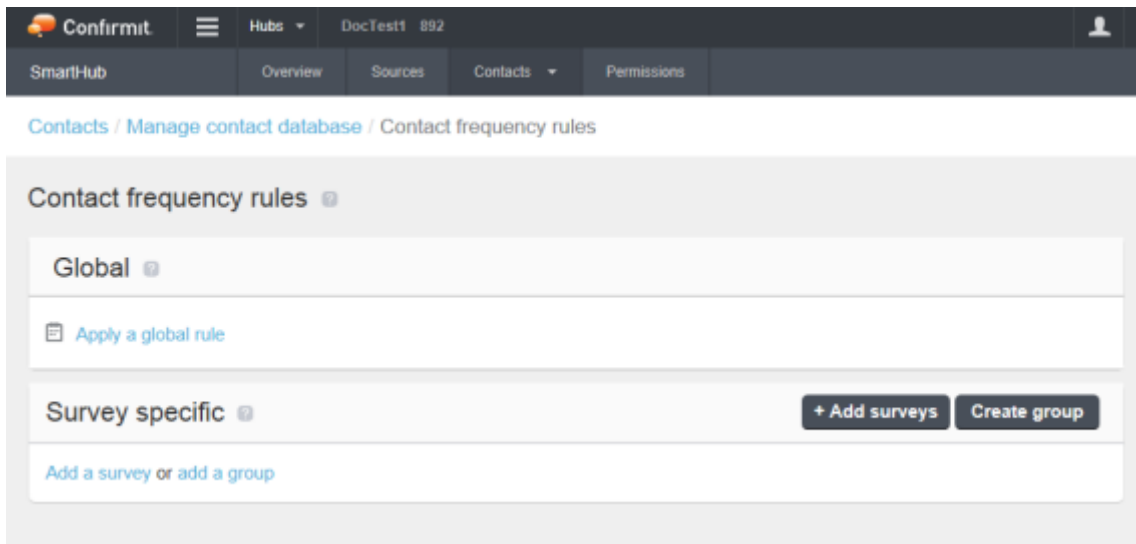 Confirmit. Hubs DocTest1 892
SmartHub Overview Sources Contacts Permissions
Contacts / Manage contact database / Contact frequency rules
Contact frequency rules ?
Global ?
Apply a global rule
Survey specific ? + Add surveys Create group
Add a survey or add a group